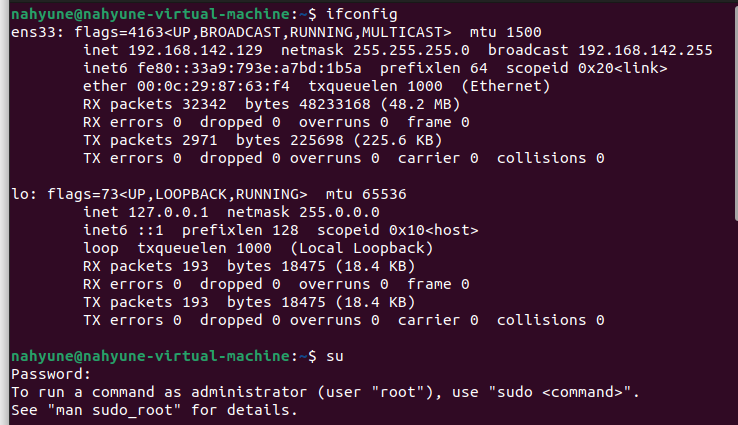 nahyune@nahyune-virtual-machine:~$ ifconfig
ens33: flags=4163<UP,BROADCAST,RUNNING,MULTICAST>  mtu 1500
        inet 192.168.142.129  netmask 255.255.255.0  broadcast 192.168.142.255
        inet6 fe80::33a9:793e:a7bd:1b5a  prefixlen 64  scopeid 0x20<link>
        ether 00:0c:29:87:63:f4  txqueuelen 1000  (Ethernet)
        RX packets 32342  bytes 48233168 (48.2 MB)
        RX errors 0  dropped 0  overruns 0  frame 0
        TX packets 2971  bytes 225698 (225.6 KB)
        TX errors 0  dropped 0 overruns 0  carrier 0  collisions 0
lo: flags=73<UP,LOOPBACK,RUNNING>  mtu 65536
        inet 127.0.0.1  netmask 255.0.0.0
        inet6 ::1  prefixlen 128  scopeid 0x10<host>
        loop  txqueuelen 1000  (Local Loopback)
        RX packets 193  bytes 18475 (18.4 KB)
        RX errors 0  dropped 0  overruns 0  frame 0
        TX packets 193  bytes 18475 (18.4 KB)
        TX errors 0  dropped 0 overruns 0  carrier 0  collisions 0
nahyune@nahyune-virtual-machine:~$ su
Password:
To run a command as administrator (user "root"), use "sudo <command>".
See "man sudo_root" for details.